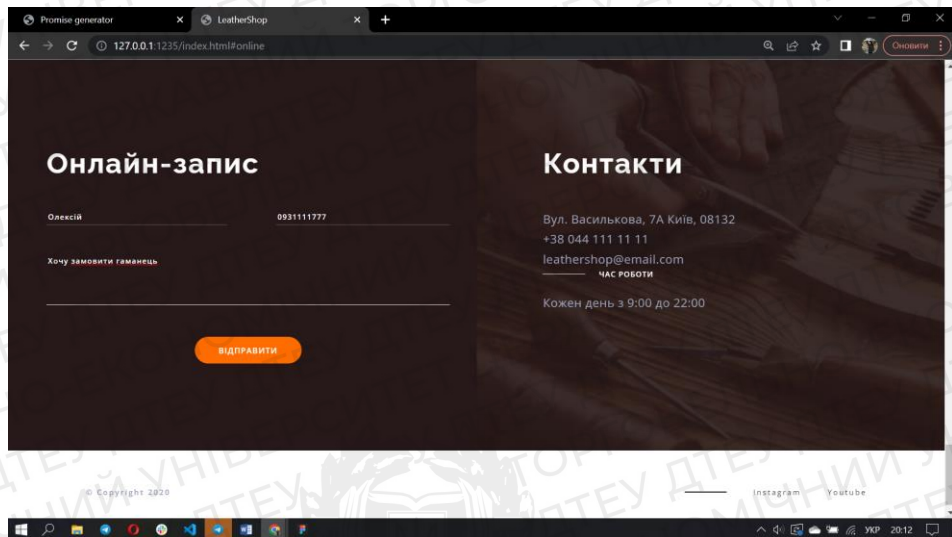 Promise generator
LeatherShop
127.0.0.1:1235/index.html#online
Оновити
Онлайн-запис
Олексій
0931111777
Хочу замовити гаманець
ВІДПРАВИТИ
Контакти
Вул. Василькова, 7А Київ, 08132
+38 044 111 11 11
leathershop@email.com
ЧАС РОБОТИ
Кожен день з 9:00 до 22:00
© Copyright 2020
Instagram
Youtube
УКР
20:12